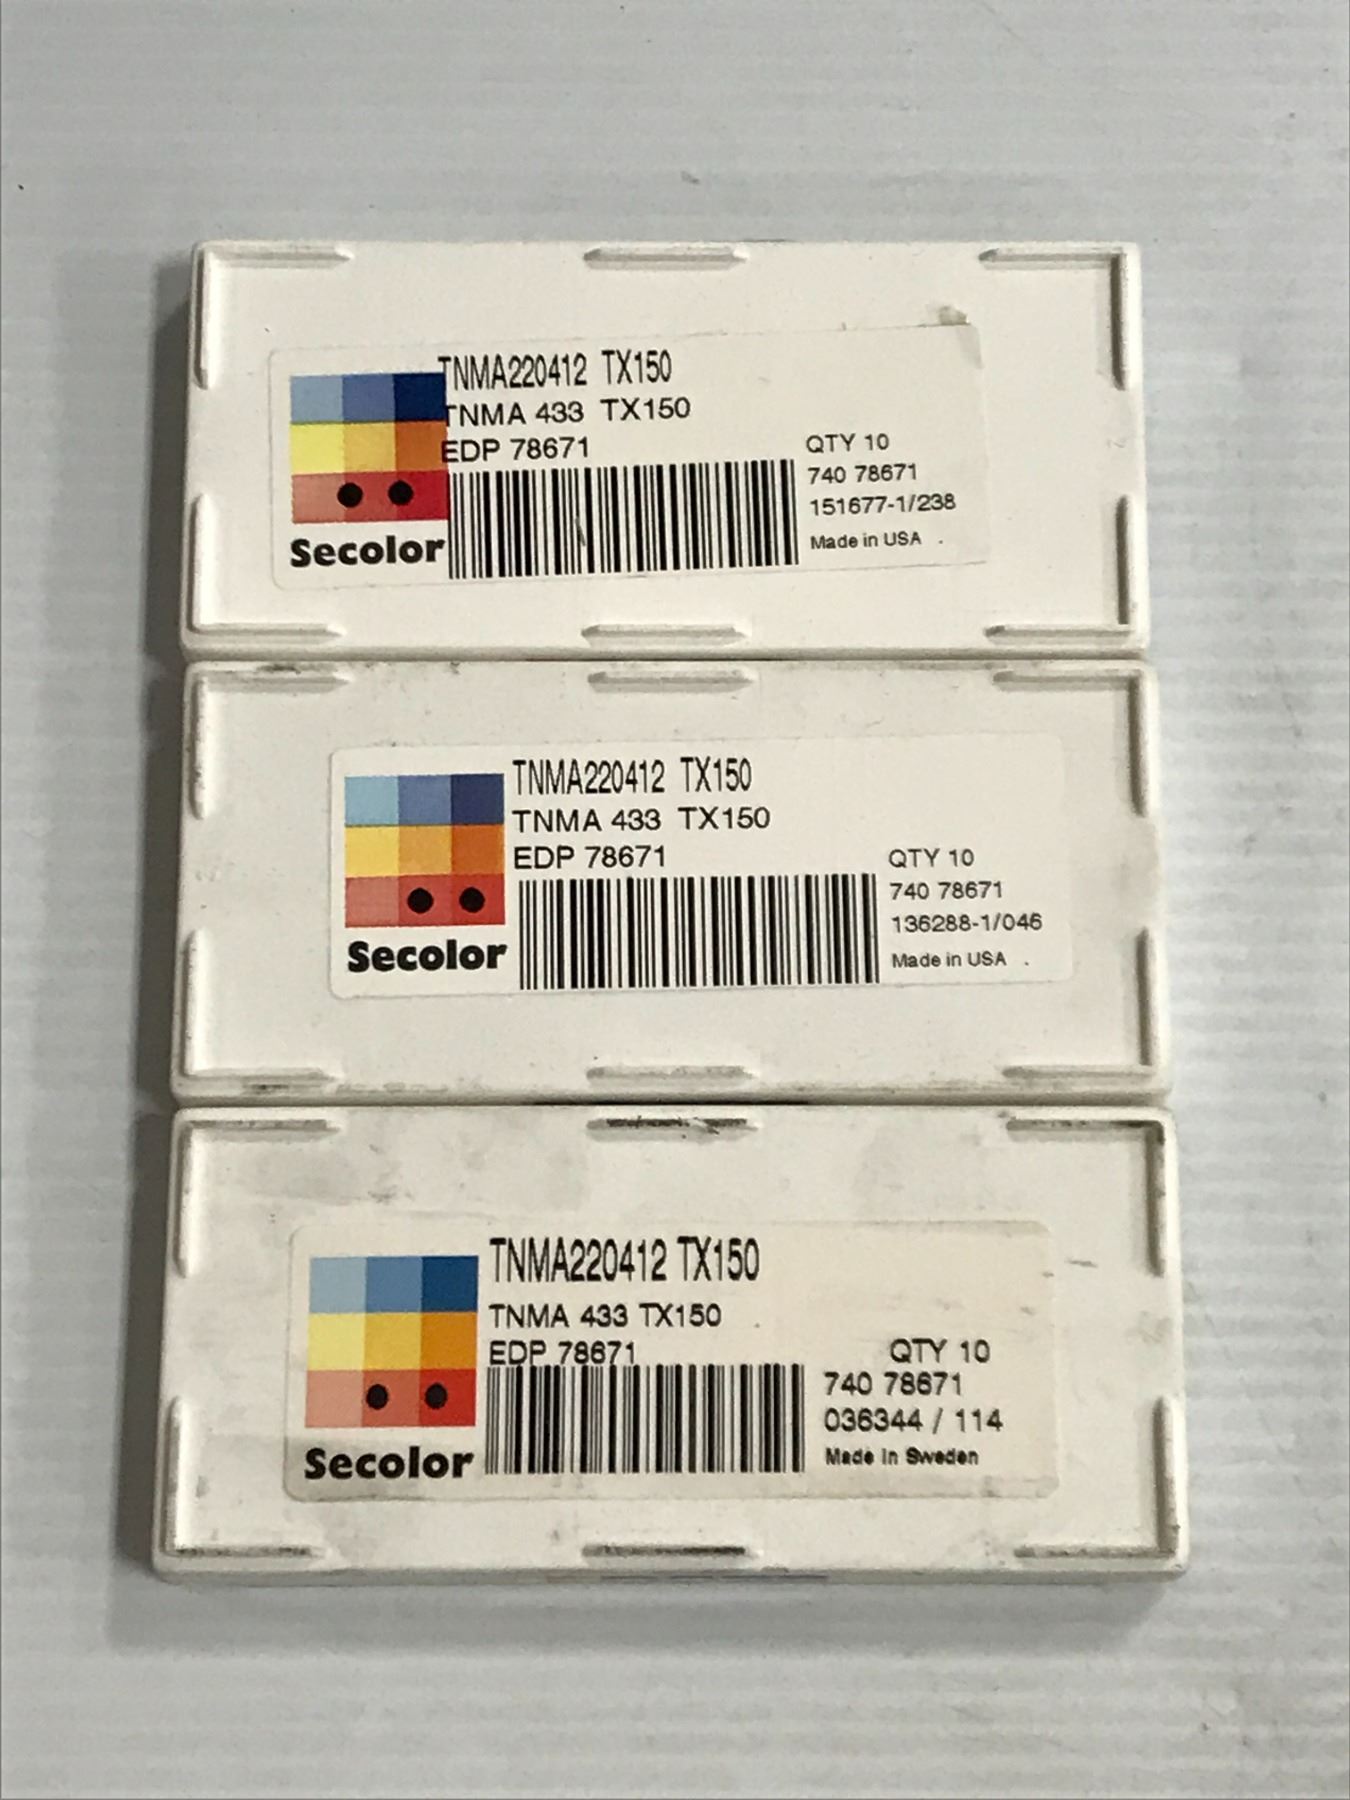 TNMA220412 TX150
TNMA 433 TX150
EDP 78671
QTY 10
740 78671
151677-1/238
Made in USA .
Secolor
TNMA220412 TX150
TNMA 433 TX150
EDP 78671
QTY 10
740 78671
136288-1/046
Made in USA .
Secolor
TNMA220412 TX150
TNMA 433 TX150
EDP 78671
QTY 10
740 78671
036344 / 114
Made in Sweden
Secolor